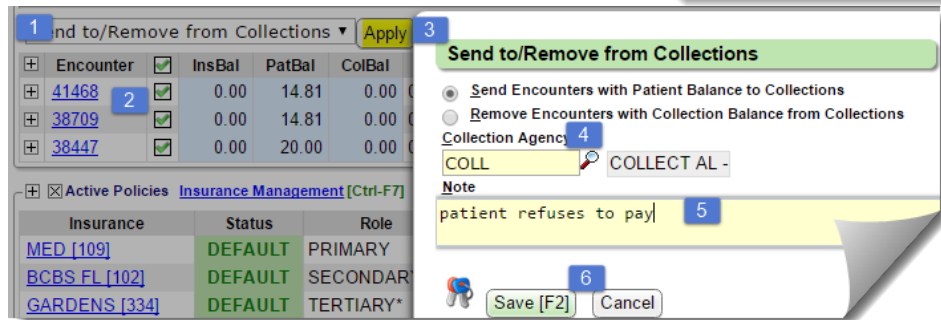 1
end to/Remove from Collections ▼ Apply
Encounter InsBal PatBal ColBal
41468 0.00 14.81 0.00
2
38709 0.00 14.81 0.00
38447 0.00 20.00 0.00
Active Policies Insurance Management [Ctrl-F7]
Insurance Status Role
MED [109] DEFAULT PRIMARY
BCBS FL [102] DEFAULT SECONDAR
GARDENS [334] DEFAULT TERTIARY*
3
Send to/Remove from Collections
Send Encounters with Patient Balance to Collections
Remove Encounters with Collection Balance from Collections
Collection Agency 4
COLL COLLECT AL -
Note
patient refuses to pay 5
6
Save [F2] Cancel